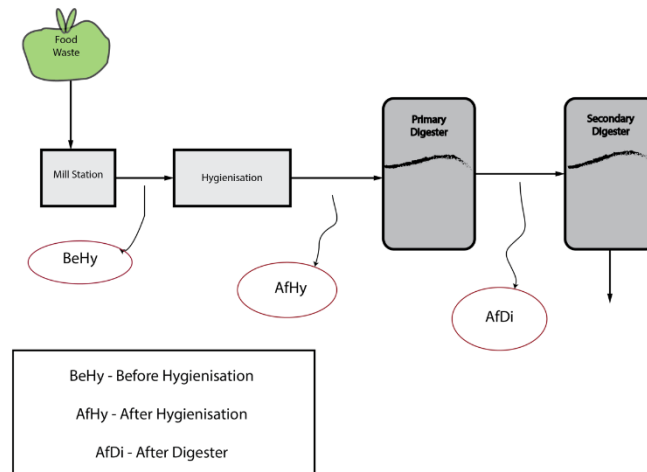 Food
Waste
Primary
Digester
Secondary
Digester
Mill Station
Hygienisation
BeHy
AfHy
AfDi
BeHy - Before Hygienisation
AfHy - After Hygienisation
AfDi - After Digester